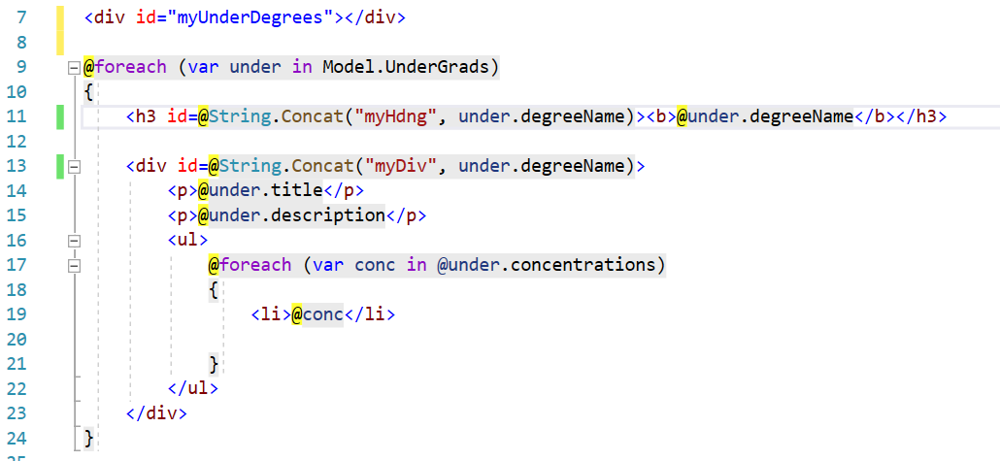 7 <div id="myUnderDegrees"></div>
8
9 @foreach (var under in Model.UnderGrads)
10 {
11 <h3 id=@String.Concat("myHdng", under.degreeName)><b>@under.degreeName</b></h3>
12
13 <div id=@String.Concat("myDiv", under.degreeName)>
14 <p>@under.title</p>
15 <p>@under.description</p>
16 <ul>
17 @foreach (var conc in @under.concentrations)
18 {
19 <li>@conc</li>
20
21 }
22 </ul>
23 </div>
24 }